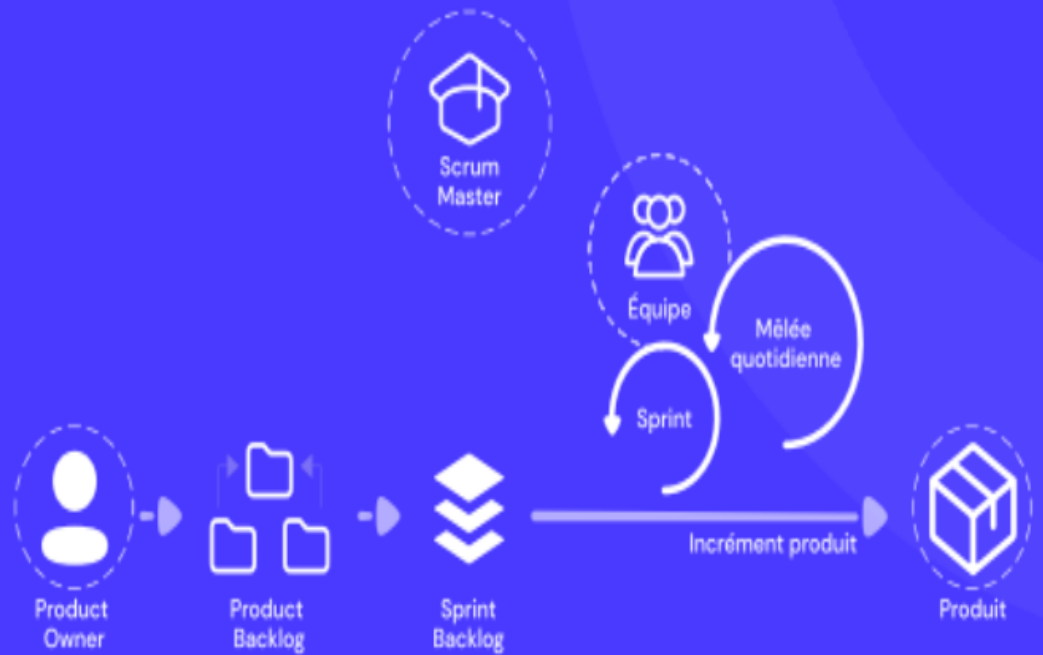 Scrum
Master
Équipe
Mêlée
quotidienne
Sprint
Incrément produit
Product
Owner
Product
Backlog
Sprint
Backlog
Produit